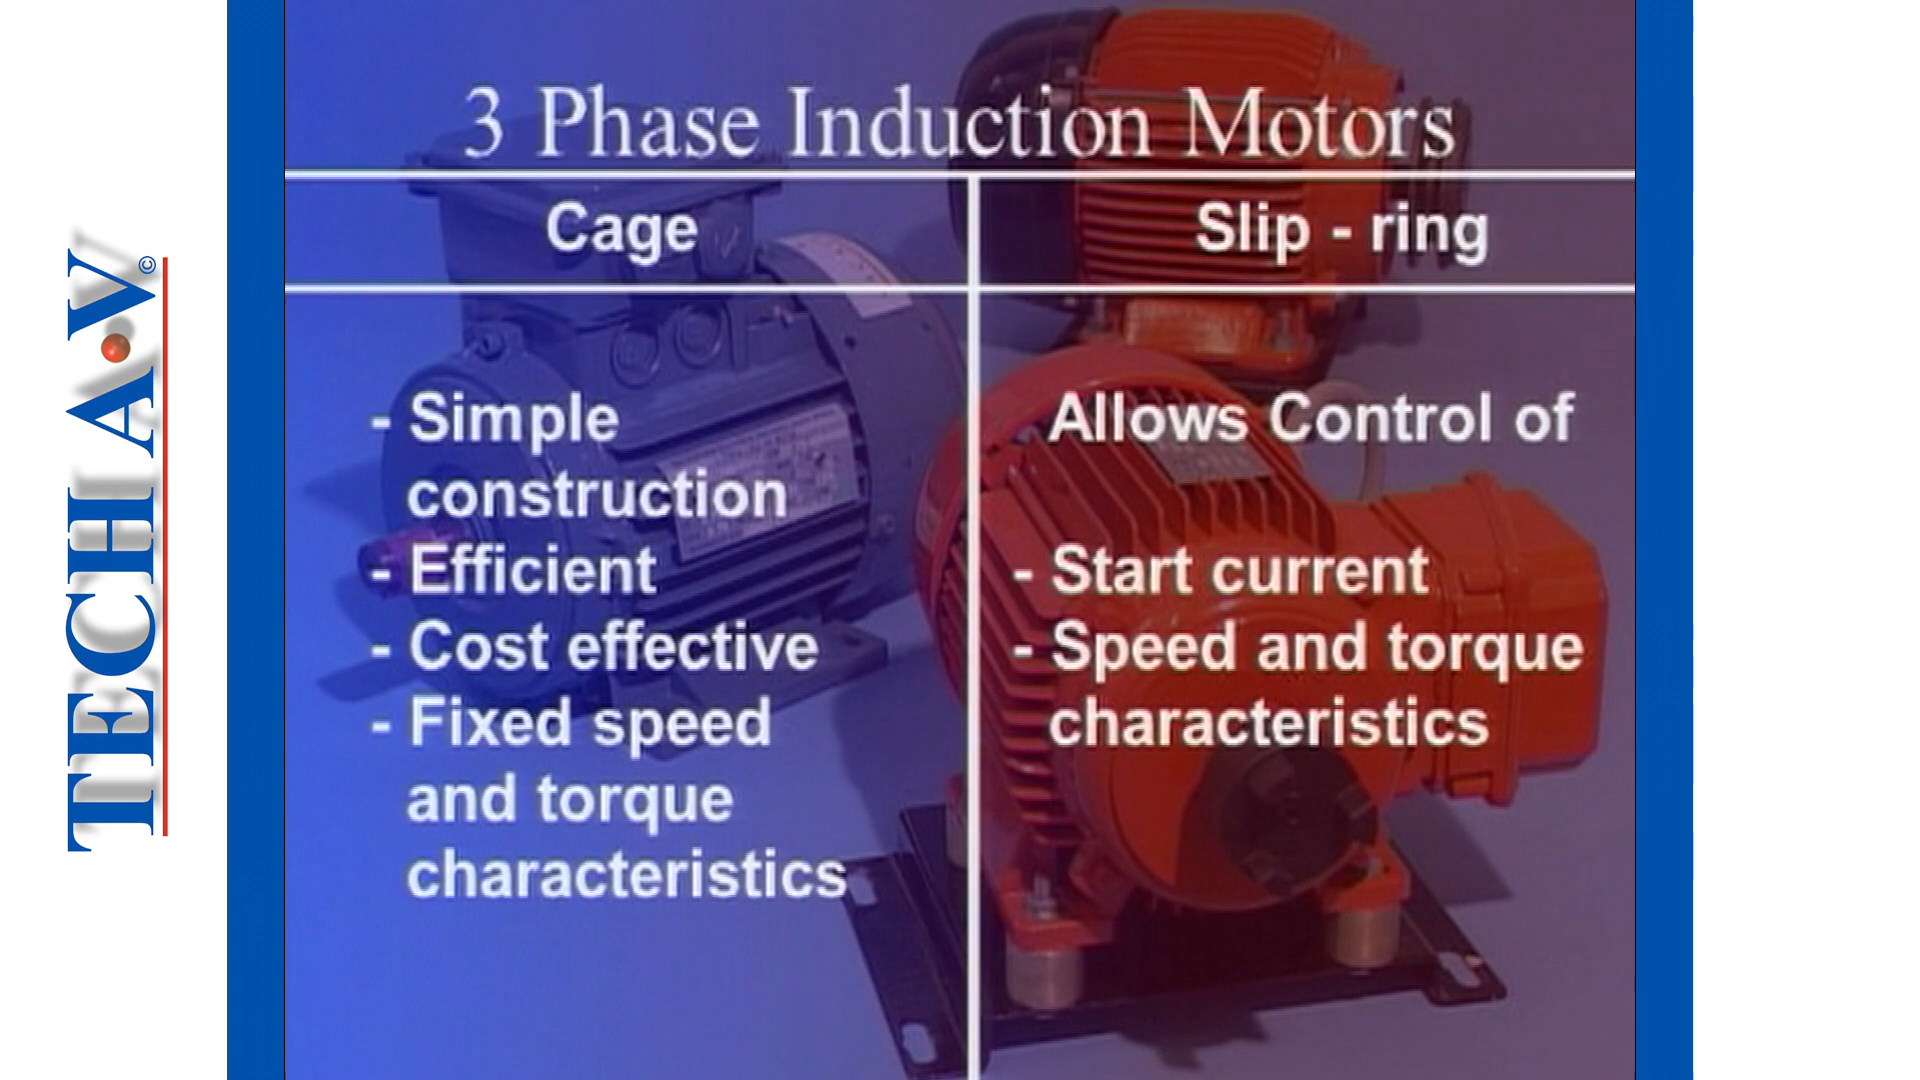 TECH A.V ©
3 Phase Induction Motors
Cage
Slip - ring
- Simple
construction
- Efficient
- Cost effective
- Fixed speed
and torque
characteristics
Allows Control of
- Start current
- Speed and torque
characteristics